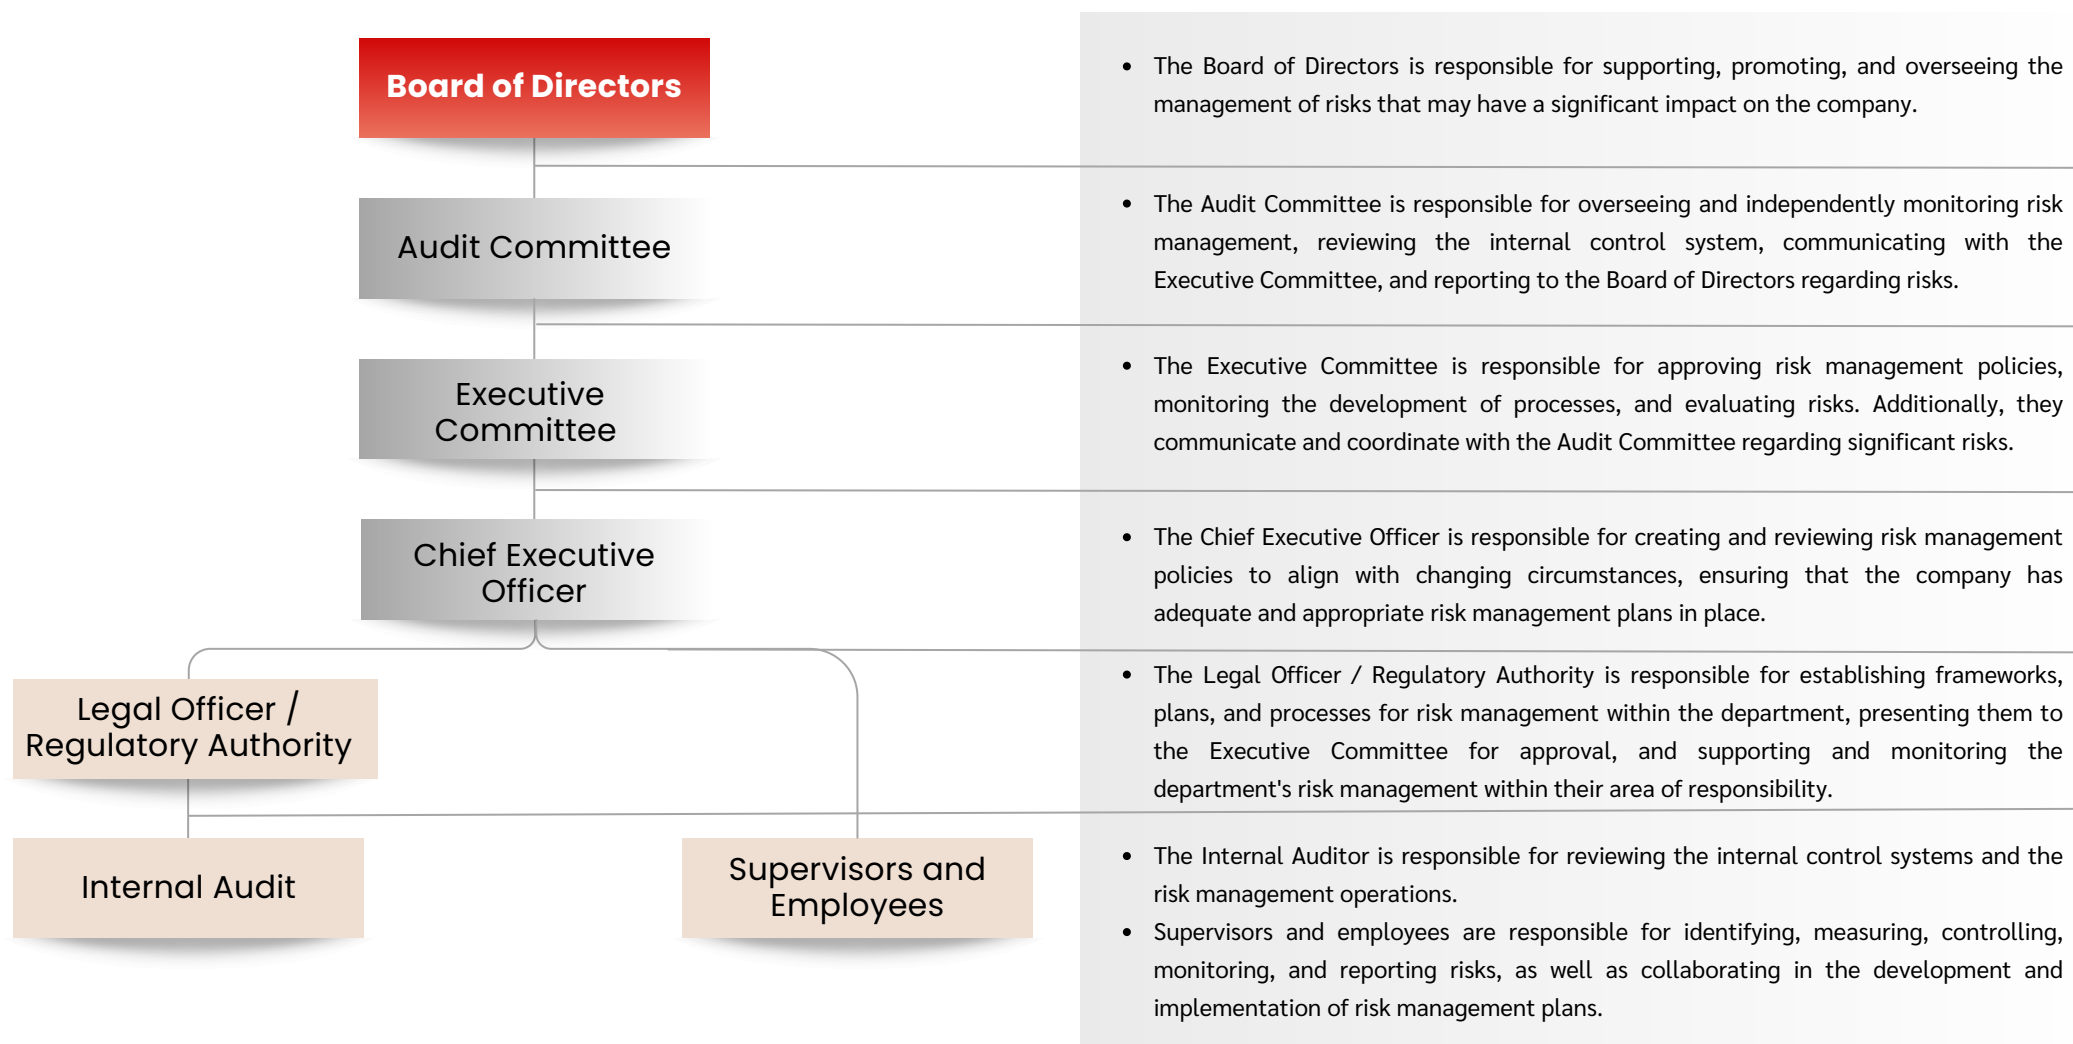 Board of Directors
• The Board of Directors is responsible for supporting, promoting, and overseeing the
management of risks that may have a significant impact on the company.
Audit Committee
• The Audit Committee is responsible for overseeing and independently monitoring risk
management, reviewing the internal control system, communicating with the
Executive Committee, and reporting to the Board of Directors regarding risks.
Executive
Committee
• The Executive Committee is responsible for approving risk management policies,
monitoring the development of processes, and evaluating risks. Additionally, they
communicate and coordinate with the Audit Committee regarding significant risks.
Chief Executive
Officer
• The Chief Executive Officer is responsible for creating and reviewing risk management
policies to align with changing circumstances, ensuring that the company has
adequate and appropriate risk management plans in place.
Legal Officer /
Regulatory Authority
• The Legal Officer / Regulatory Authority is responsible for establishing frameworks,
plans, and processes for risk management within the department, presenting them to
the Executive Committee for approval, and supporting and monitoring the
department's risk management within their area of responsibility.
Internal Audit
Supervisors and
Employees
• The Internal Auditor is responsible for reviewing the internal control systems and the
risk management operations.
• Supervisors and employees are responsible for identifying, measuring, controlling,
monitoring, and reporting risks, as well as collaborating in the development and
implementation of risk management plans.